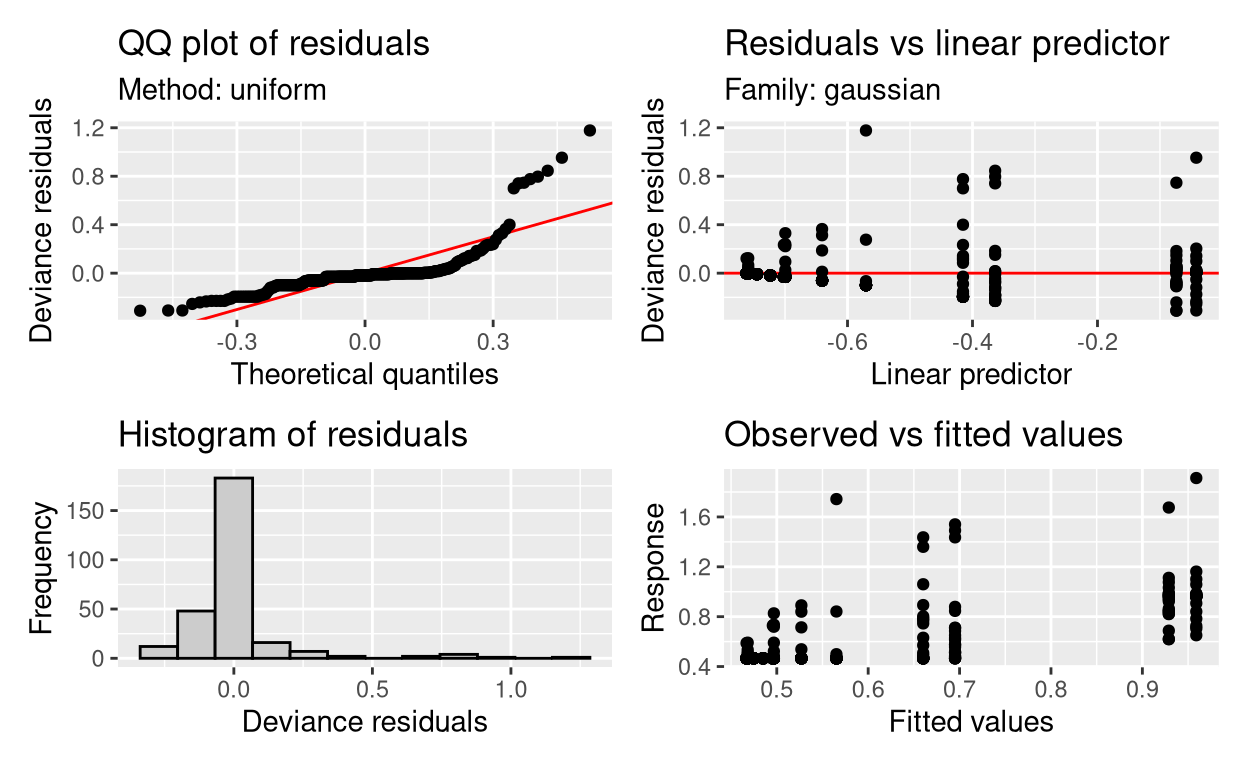 QQ plot of residuals
Method: uniform
Deviance residuals
1.2
0.8
0.4
0.0
-0.3 0.0 0.3
Theoretical quantiles
Residuals vs linear predictor
Family: gaussian
Deviance residuals
1.2
0.8
0.4
0.0
-0.6 -0.4 -0.2
Linear predictor
Histogram of residuals
Frequency
150
100
50
0
0.0 0.5 1.0
Deviance residuals
Observed vs fitted values
Response
1.6
1.2
0.8
0.4
0.5 0.6 0.7 0.8 0.9
Fitted values